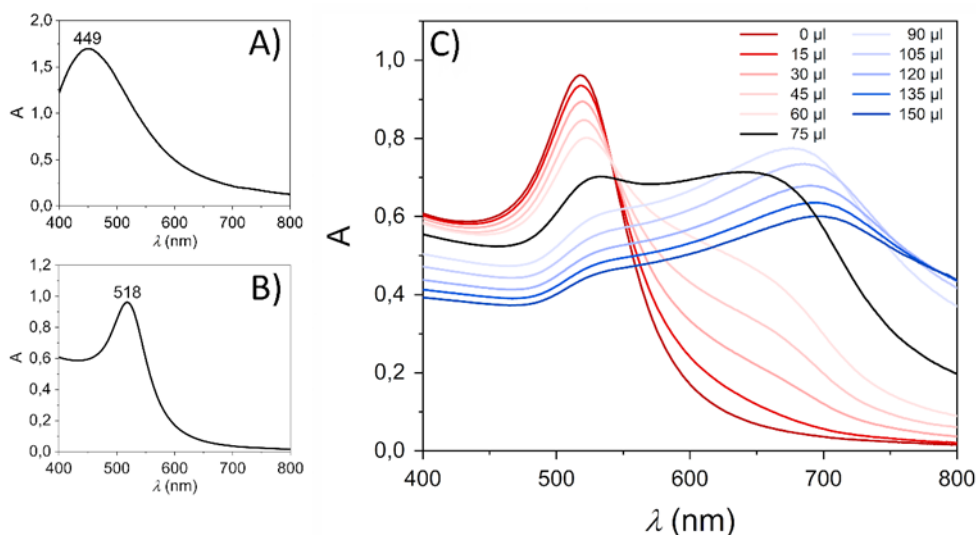 A)
449
2,0
1,5
1,0
0,5
0,0
A
400 500 600 700 800
λ (nm)
B)
518
1,2
1,0
0,8
0,6
0,4
0,2
0,0
A
400 500 600 700 800
λ (nm)
C)
0 µl 90 µl
15 µl 105 µl
30 µl 120 µl
45 µl 135 µl
60 µl 150 µl
75 µl
1,0
0,8
0,6
0,4
0,2
0,0
A
400 500 600 700 800
λ (nm)